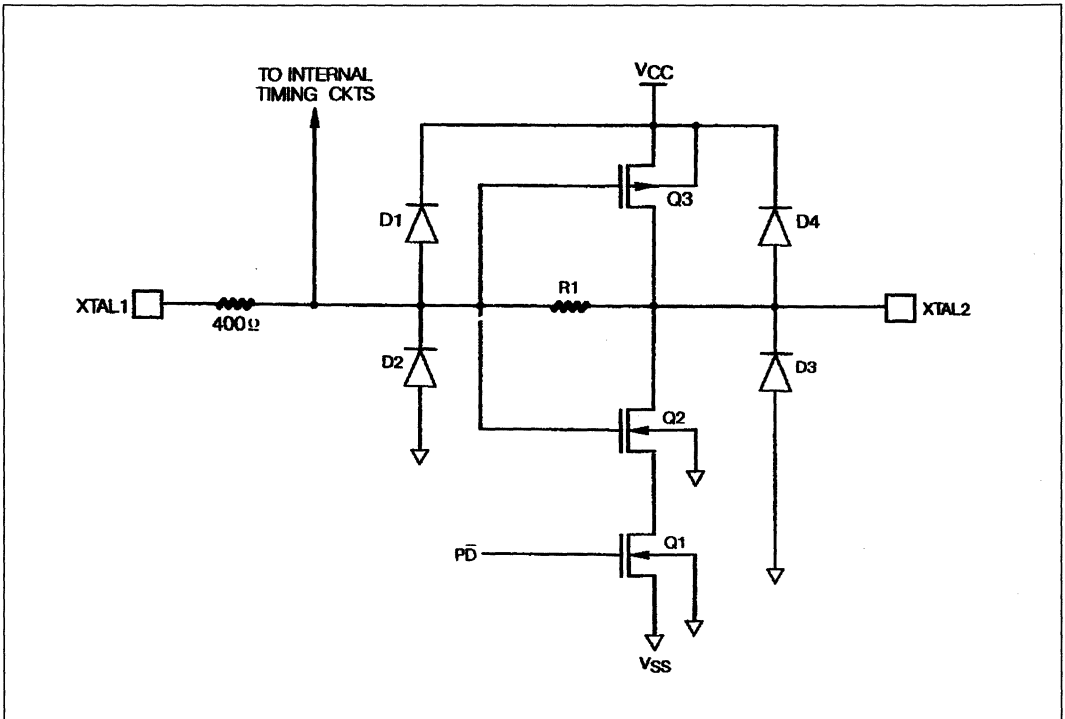 TO INTERNAL
TIMING CKTS
VCC
Q3
D1
D4
XTAL1
400Ω
R1
XTAL2
D2
D3
Q2
PD̅
Q1
VSS